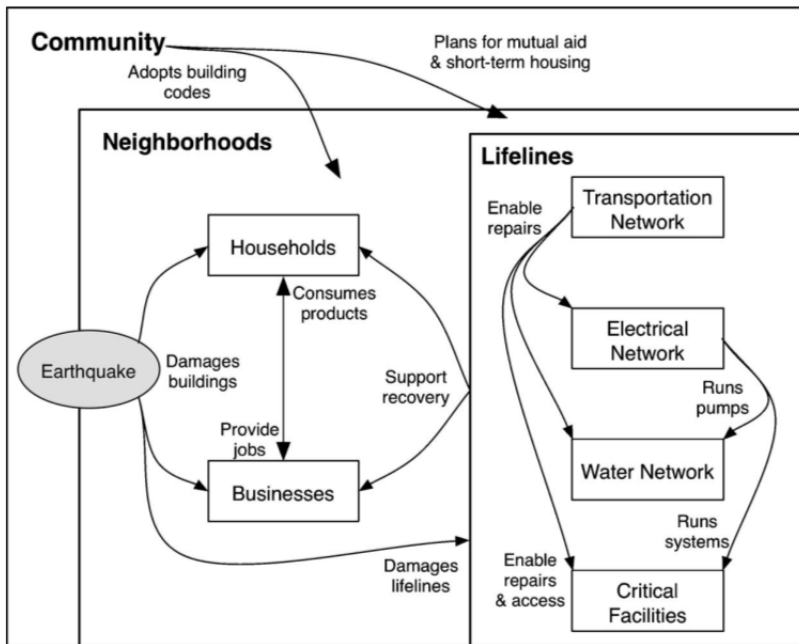 Community
Adopts building
codes
Plans for mutual aid
& short-term housing
Neighborhoods
Households
Consumes
products
Earthquake
Damages
buildings
Support
recovery
Provide
jobs
Businesses
Damages
lifelines
Lifelines
Enable
repairs
Transportation
Network
Electrical
Network
Runs
pumps
Water Network
Runs
systems
Enable
repairs
& access
Critical
Facilities